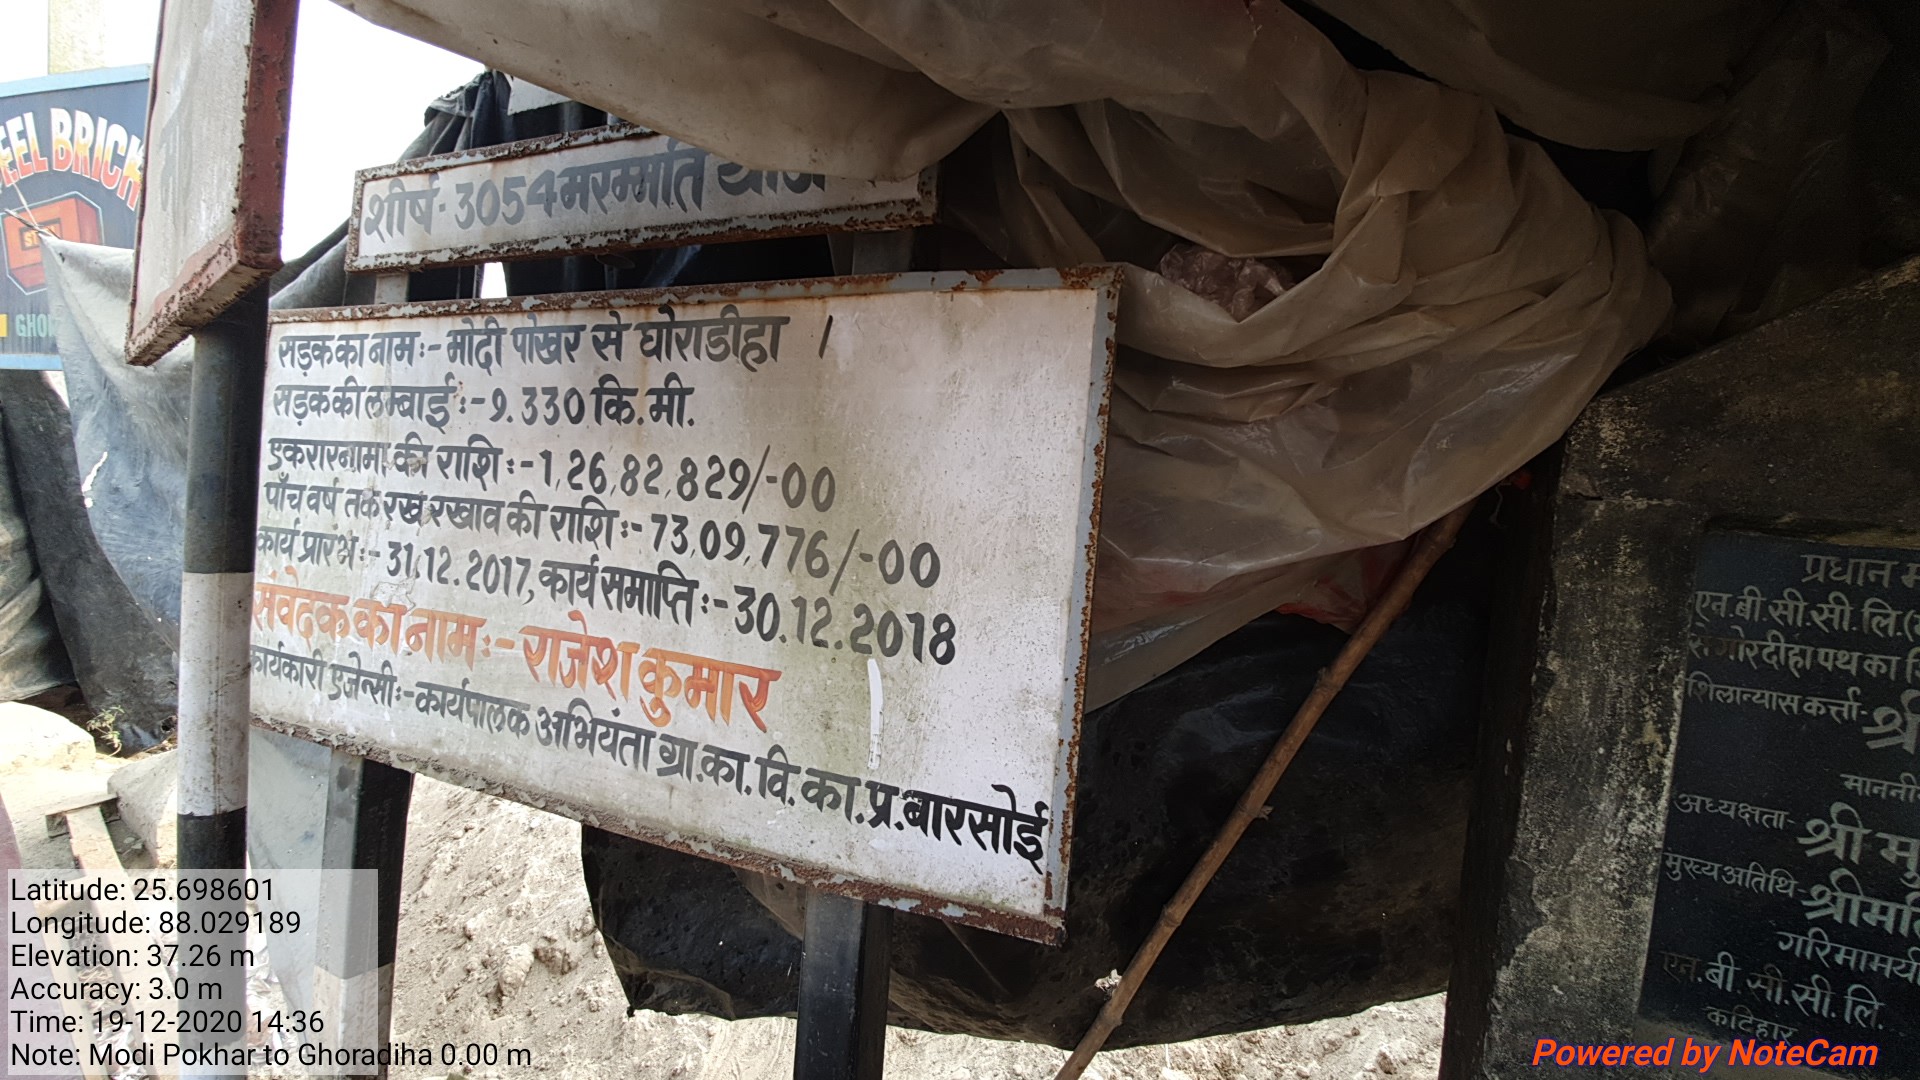 EEL BRICK
GHO
शीर्ष- 3054 मरम्मति
सड़क का नाम:- मोदी पोखर से घोराडीहा ।
सड़क की लम्बाई:- 9.330 कि.मी.
एकरारनामा की राशि:- 1,26,82,829/-00
पाँच वर्ष तक रख रखाव की राशि:- 73,09,776/-00
कार्य प्रारंभ:- 31.12.2017, कार्य समाप्ति:- 30.12.2018
संवेदक का नाम:- राजेश कुमार
कार्यकारी एजेन्सी:- कार्यपालक अभियंता ग्रा.का.वि.का.प्र.बारसोई
प्रधान म
एन.बी.सी.सी.लि.(
गोरदीहा पथ का
शिलान्यास कर्त्ता- श्री
माननी
अध्यक्षता- श्री मु
मुख्य अतिथि- श्रीमति
गरिमामयी
एन.बी.सी.सी.लि.
कटिहार
Latitude: 25.698601
Longitude: 88.029189
Elevation: 37.26 m
Accuracy: 3.0 m
Time: 19-12-2020 14:36
Note: Modi Pokhar to Ghoradiha 0.00 m
Powered by NoteCam